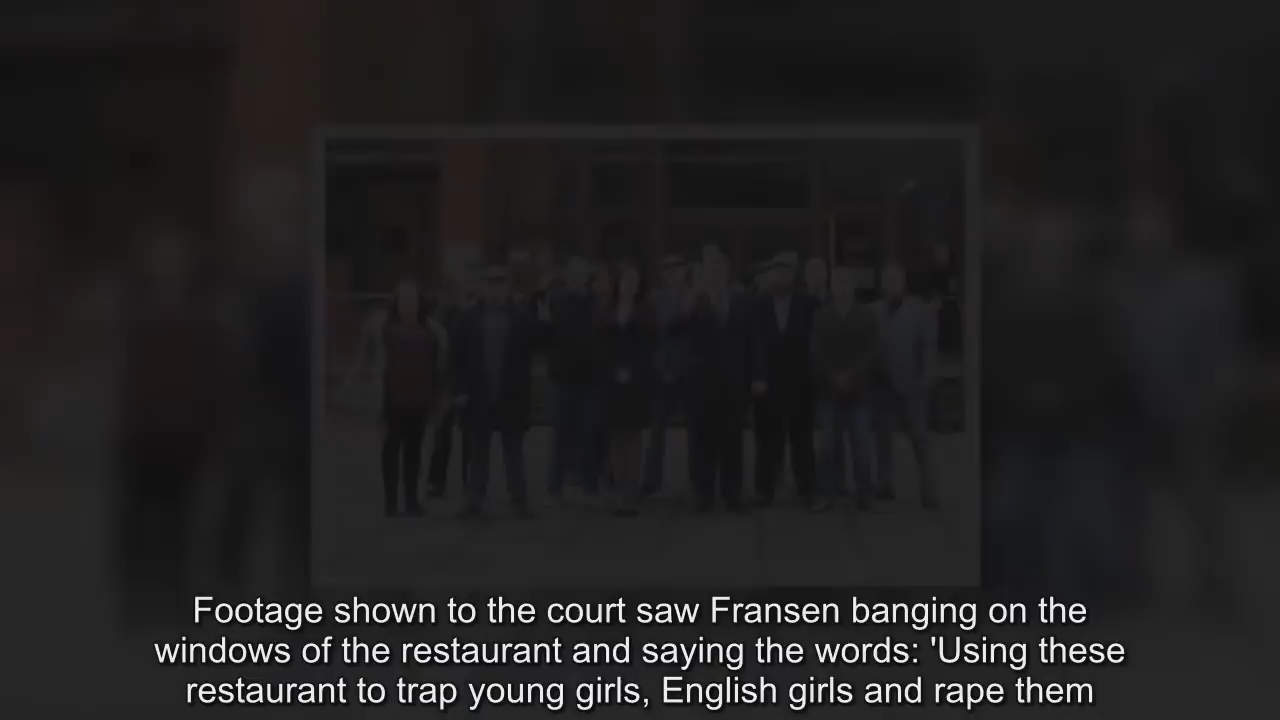 Footage shown to the court saw Fransen banging on the
windows of the restaurant and saying the words: 'Using these
restaurant to trap young girls, English girls and rape them